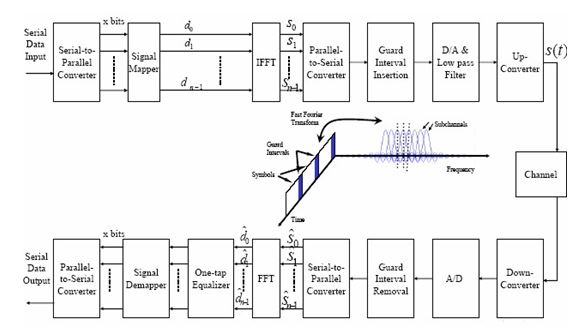 x bits
Serial
Data
Input
Serial-to-
Parallel
Converter
Signal
Mapper
d₀
d₁
d ₙ₋₁
IFFT
S₀
S₁
Sₙ₋₁
Parallel-
to-Serial
Converter
Guard
Interval
Insertion
D/A &
Low pass
Filter
Up-
Converter
s(t)
Fast Fourier
Transform
Subchannels
Guard
Intervals
Symbols
Frequency
Time
Channel
x bits
Serial
Data
Output
Parallel-
to-Serial
Converter
Signal
Demapper
One-tap
Equalizer
d̂₀
d̂₁
d̂ₙ₋₁
FFT
Ŝ₀
Ŝ₁
Ŝₙ₋₁
Serial-to-
Parallel
Converter
Guard
Interval
Removal
A/D
Down-
Converter